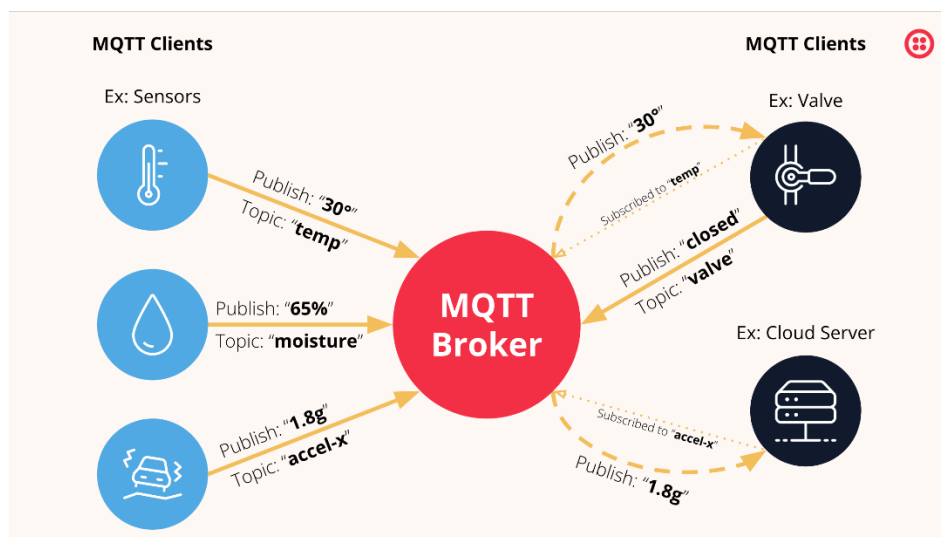 MQTT Clients
MQTT Clients
Ex: Sensors
Ex: Valve
Publish: “30°”
Topic: “temp”
Publish: “30°”
Subscribed to “temp”
Publish: “closed”
Topic: “valve”
Publish: “65%”
Topic: “moisture”
MQTT
Broker
Ex: Cloud Server
Publish: “1.8g”
Topic: “accel-x”
Subscribed to “accel-x”
Publish: “1.8g”